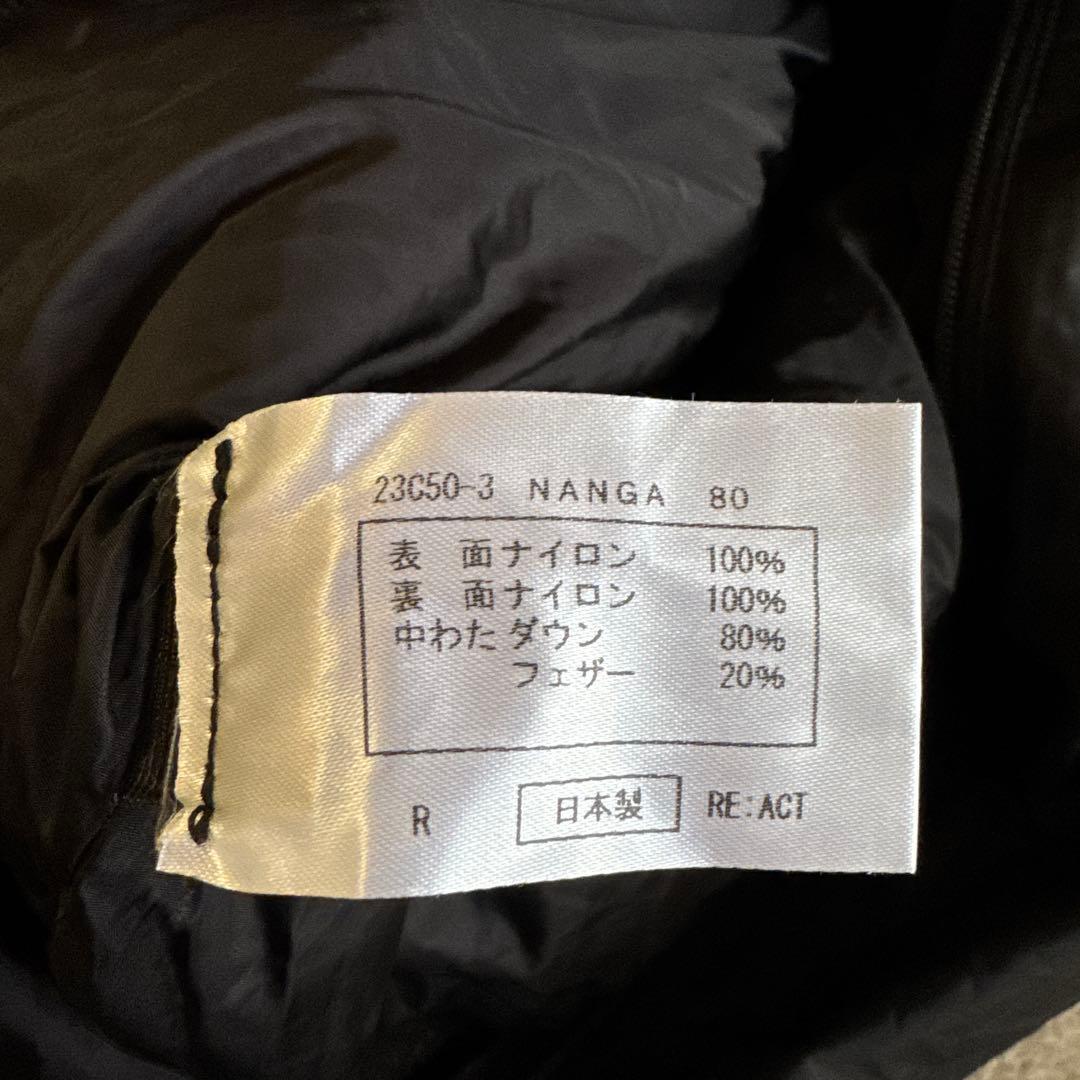 23C50-3 NANGA 80
表 面ナイロン 100%
裏 面ナイロン 100%
中わたダウン 80%
フェザー 20%
R 日本製 RE:ACT